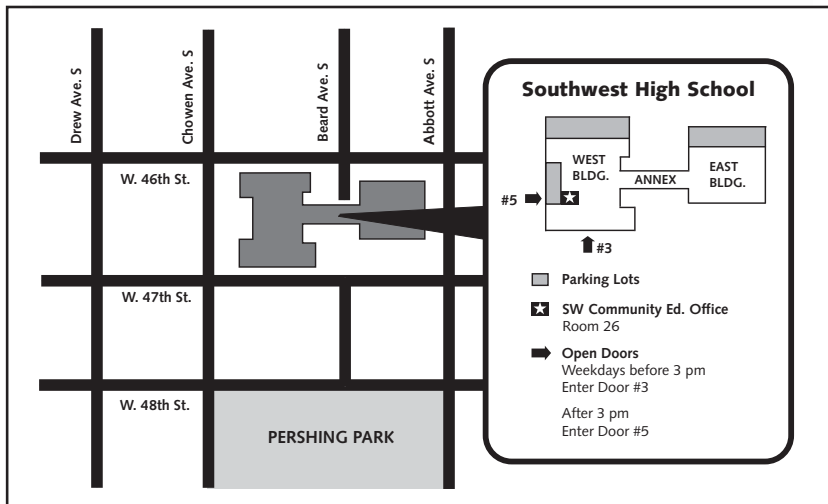 Drew Ave. S
Chowen Ave. S
Beard Ave. S
Abbott Ave. S
W. 46th St.
W. 47th St.
W. 48th St.
PERSHING PARK
Southwest High School
WEST
BLDG.
ANNEX
EAST
BLDG.
#5
#3
Parking Lots
SW Community Ed. Office
Room 26
Open Doors
Weekdays before 3 pm
Enter Door #3
After 3 pm
Enter Door #5